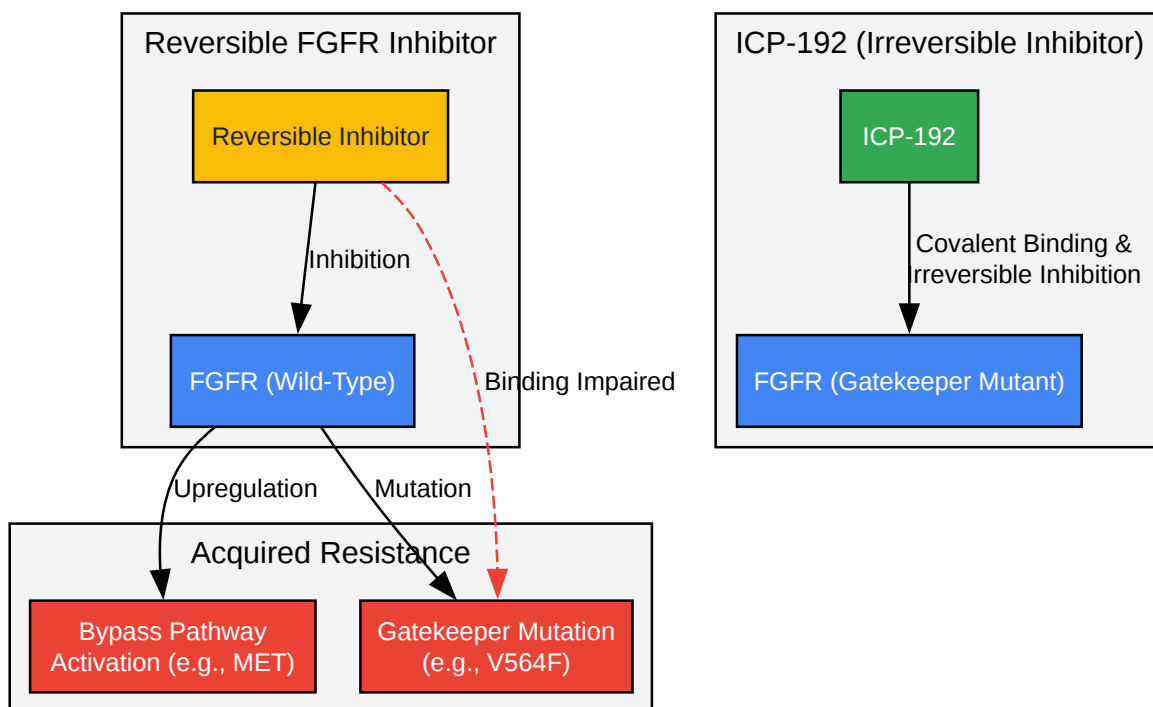 Reversible FGFR Inhibitor
ICP-192 (Irreversible Inhibitor)
Reversible Inhibitor
ICP-192
Inhibition
Covalent Binding &
Irreversible Inhibition
FGFR (Wild-Type)
Binding Impaired
FGFR (Gatekeeper Mutant)
Upregulation
Mutation
Acquired Resistance
Bypass Pathway
Activation (e.g., MET)
Gatekeeper Mutation
(e.g., V564F)